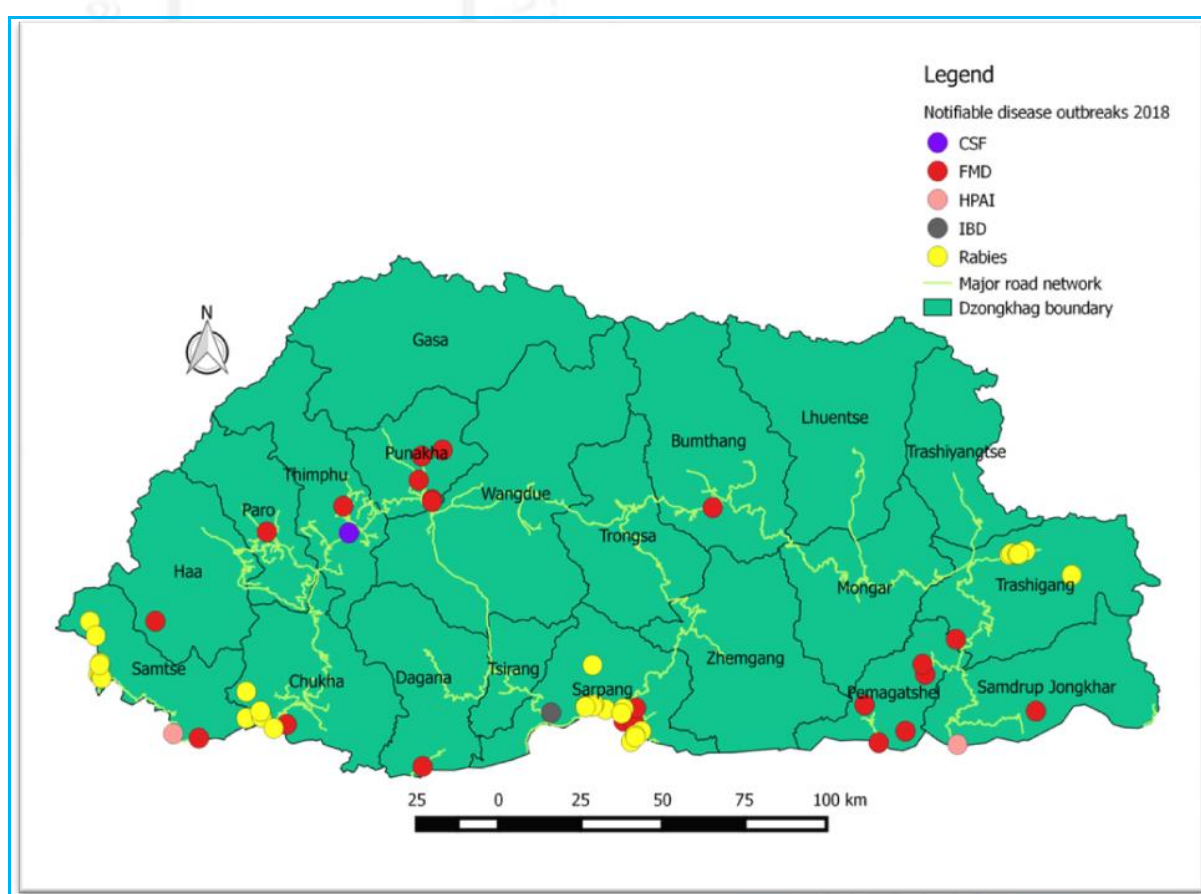 Legend
Notifiable disease outbreaks 2018
CSF
FMD
HPAI
IBD
Rabies
Major road network
Dzongkhag boundary
N
Gasa
Lhuentse
Bumthang
Punakha
Trashiyangtse
Thimphu
Wangdue
Paro
Trongsa
Haa
Mongar
Trashigang
Zhemgang
Samtse
Chukha
Dagana
Tsirang
Sarpang
Pemagatshel
Samdrup Jongkhar
25 0 25 50 75 100 km